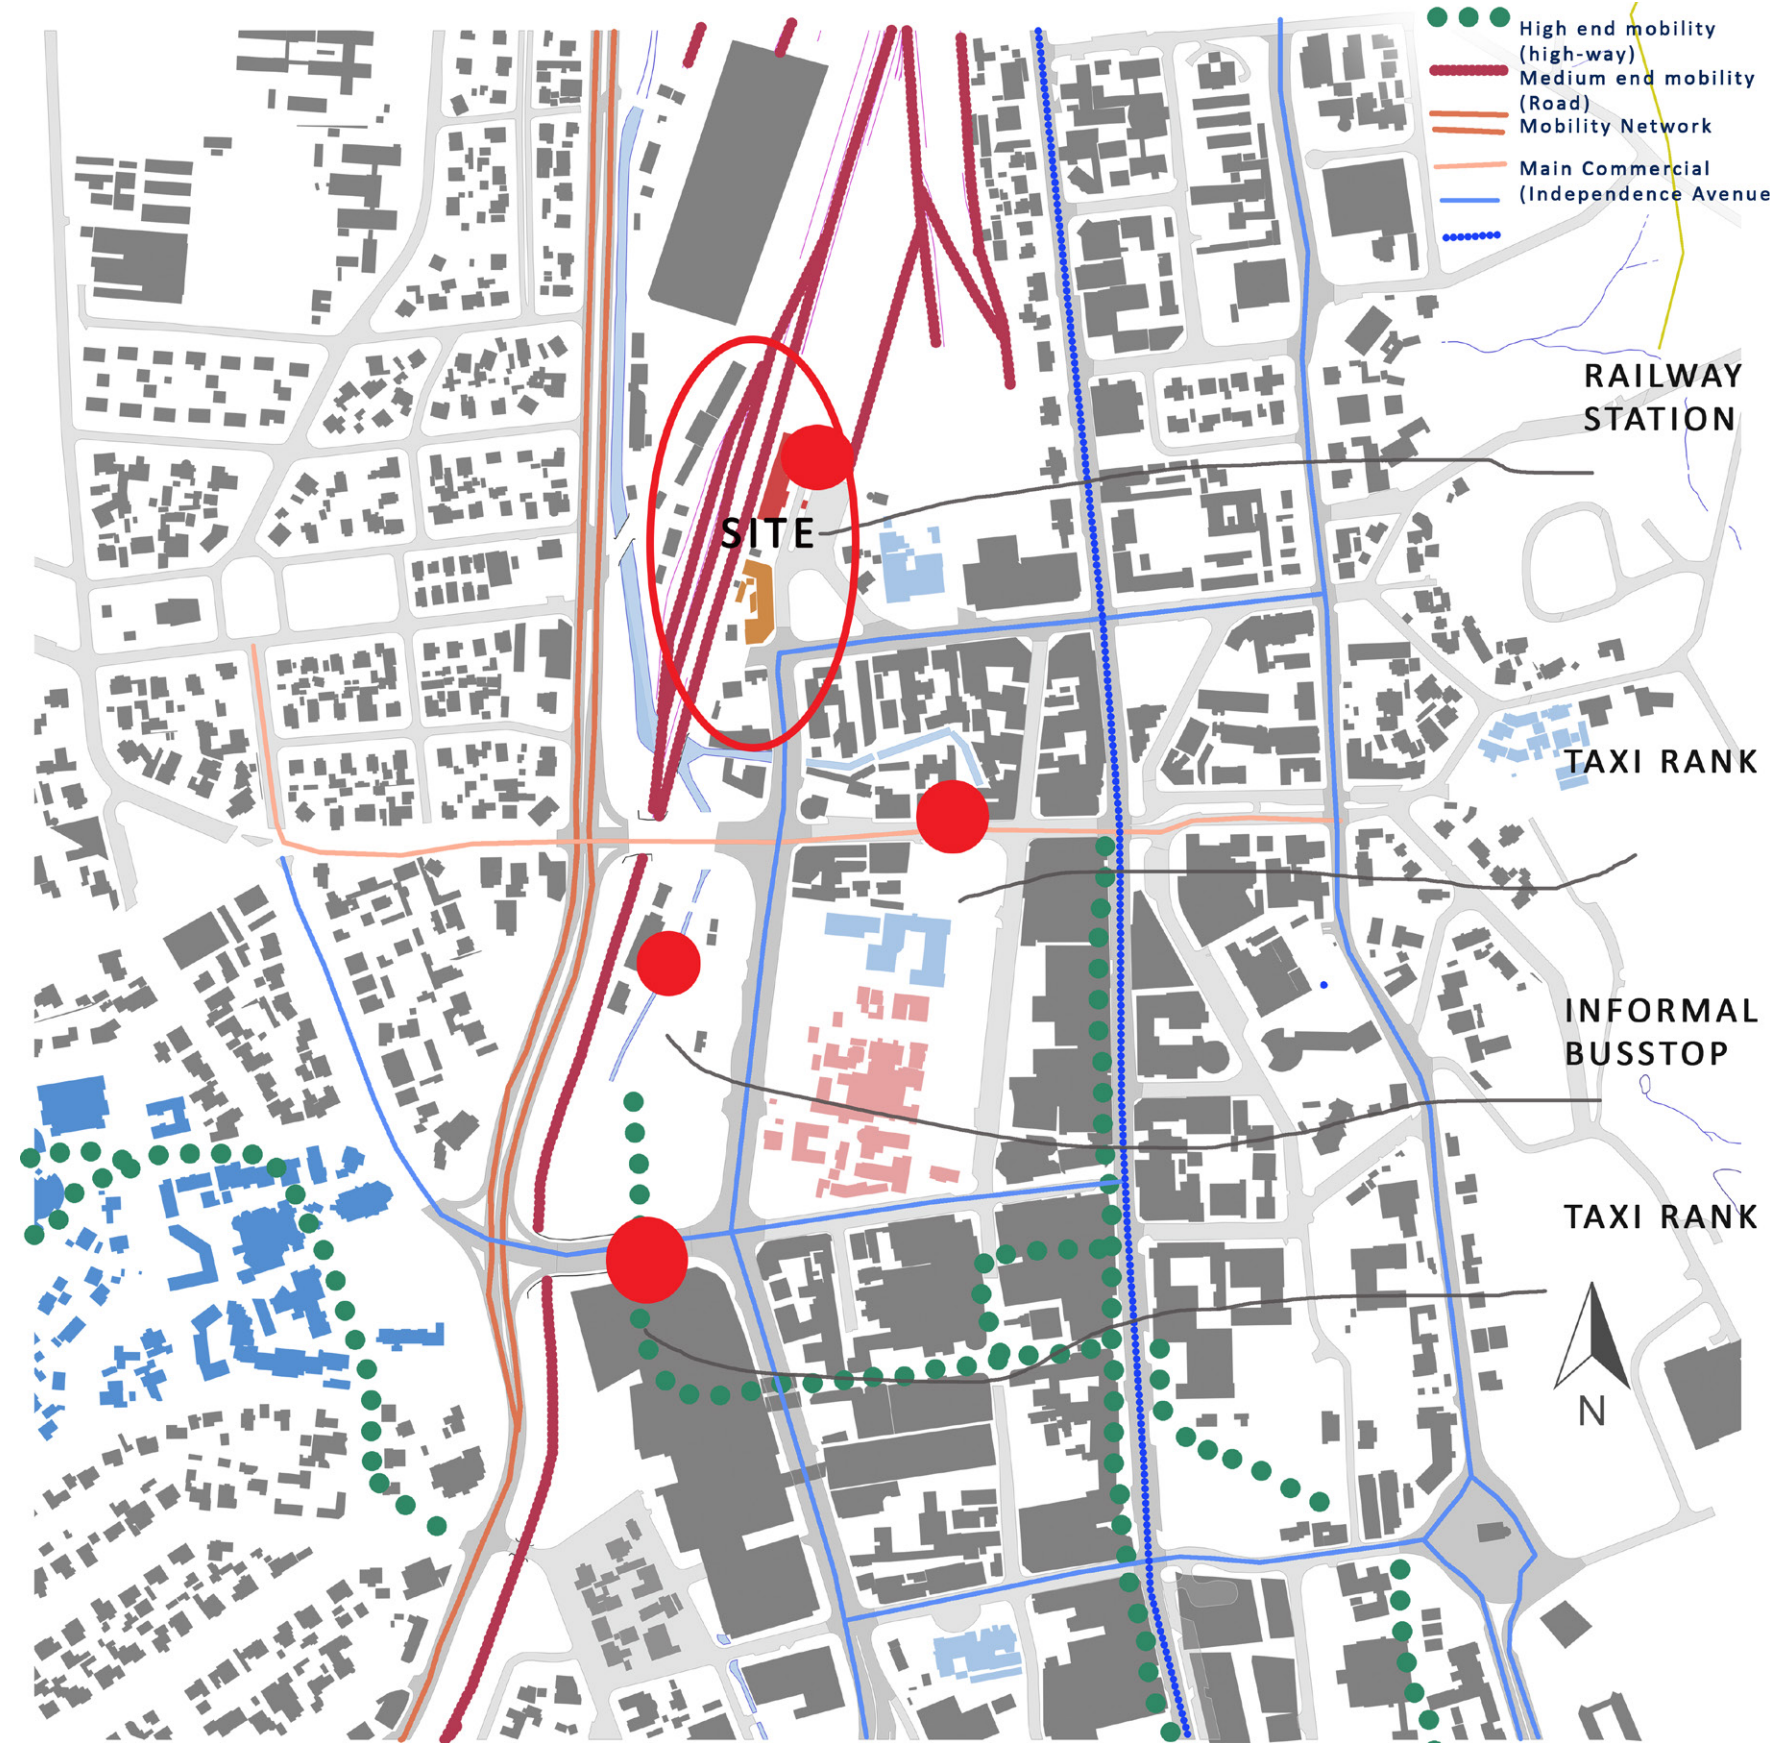 High end mobility
(high-way)
Medium end mobility
(Road)
Mobility Network
Main Commercial
(Independence Avenue
RAILWAY
STATION
SITE
TAXI RANK
INFORMAL
BUSSTOP
TAXI RANK
N